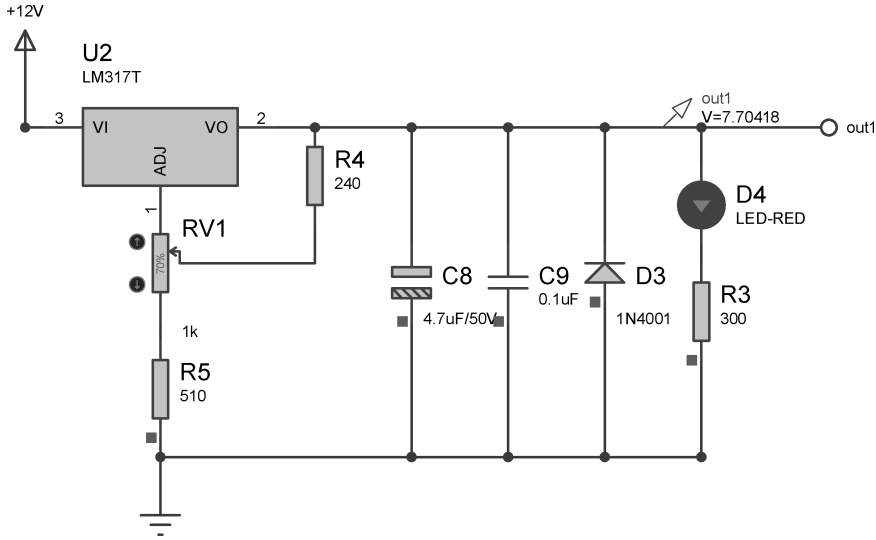 +12V
U2
LM317T
3
VI
VO
2
ADJ
1
RV1
70%
1k
R4
240
R5
510
C8
4.7uF/50V
C9
0.1uF
D3
1N4001
out1
V=7.70418
out1
D4
LED-RED
R3
300